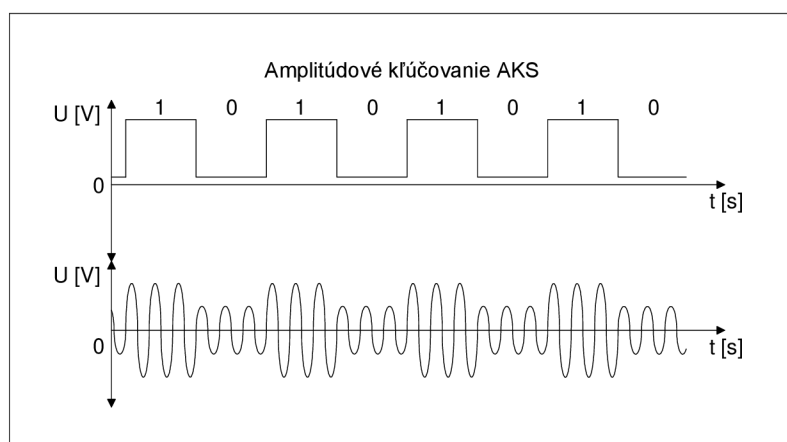 Amplitúdové kľúčovanie AKS
U [V] 1 0 1 0 1 0 1 0
0
t [s]
U [V]
0
t [s]